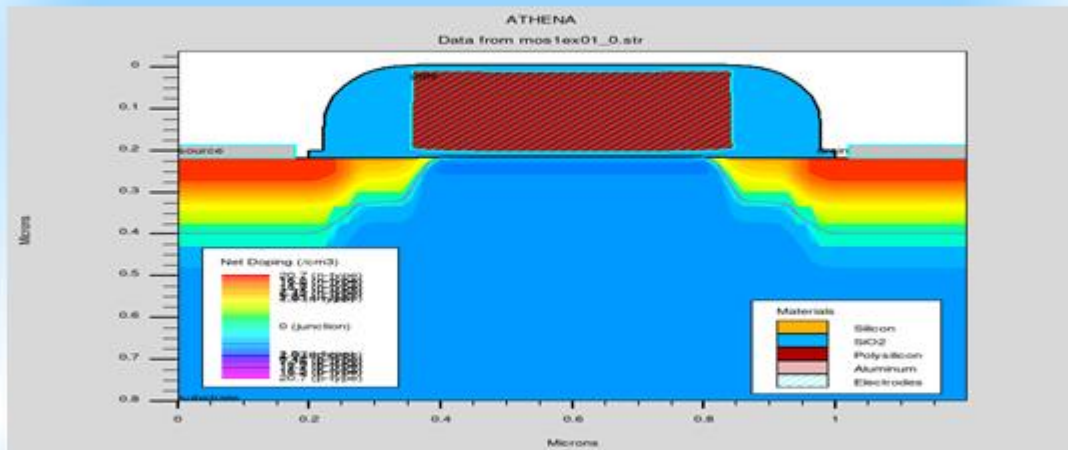 ATHENA
Data from mos1ex01_0.str
0
0.1
0.2
0.3
0.4
0.5
0.6
0.7
0.8
Microns
source
Net Doping (/cm3)
0 (junction)
Materials
Silicon
SiO2
Polysilicon
Aluminum
Electrodes
0
0.2
0.4
0.6
0.8
1
Microns